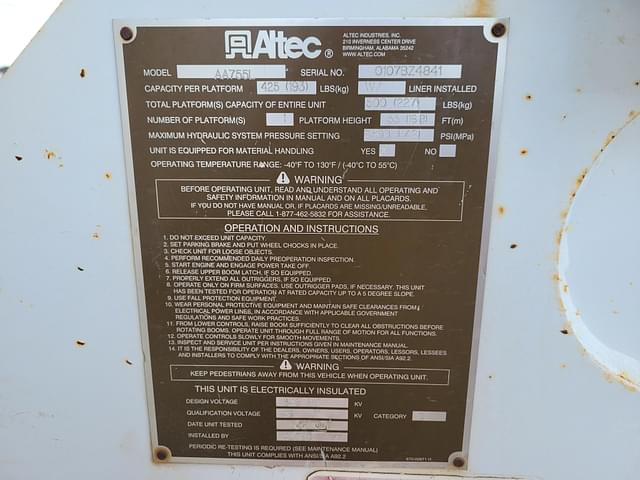 Altec®
ALTEC INDUSTRIES, INC.
210 INVERNESS CENTER DRIVE
BIRMINGHAM, ALABAMA 35242
WWW.ALTEC.COM
MODEL AA755L SERIAL NO. 0107BZ4841
CAPACITY PER PLATFORM 425 (193) LBS(kg) W/ LINER INSTALLED
TOTAL PLATFORM(S) CAPACITY OF ENTIRE UNIT 500 (227) LBS(kg)
NUMBER OF PLATFORM(S) 1 PLATFORM HEIGHT FT(m)
MAXIMUM HYDRAULIC SYSTEM PRESSURE SETTING PSI(MPa)
UNIT IS EQUIPPED FOR MATERIAL HANDLING YES NO
OPERATING TEMPERATURE RANGE: -40°F TO 130°F / (-40°C TO 55°C)
WARNING
BEFORE OPERATING UNIT, READ AND UNDERSTAND ALL OPERATING AND
SAFETY INFORMATION IN MANUAL AND ON ALL PLACARDS.
IF YOU DO NOT HAVE MANUAL OR, IF PLACARDS ARE MISSING/UNREADABLE,
PLEASE CALL 1-877-462-5832 FOR ASSISTANCE.
OPERATION AND INSTRUCTIONS
1. DO NOT EXCEED UNIT CAPACITY.
2. SET PARKING BRAKE AND PUT WHEEL CHOCKS IN PLACE.
3. CHECK UNIT FOR LOOSE OBJECTS.
4. PERFORM RECOMMENDED DAILY PREOPERATION INSPECTION.
5. START ENGINE AND ENGAGE POWER TAKE OFF.
6. RELEASE UPPER BOOM LATCH, IF SO EQUIPPED.
7. PROPERLY EXTEND ALL OUTRIGGERS, IF SO EQUIPPED.
8. OPERATE ONLY ON FIRM SURFACES. USE OUTRIGGER PADS, IF NECESSARY. THIS UNIT
HAS BEEN TESTED FOR OPERATION AT RATED CAPACITY UP TO A 5 DEGREE SLOPE.
9. USE FALL PROTECTION EQUIPMENT.
10. WEAR PERSONAL PROTECTIVE EQUIPMENT AND MAINTAIN SAFE CLEARANCES FROM
ELECTRICAL POWER LINES, IN ACCORDANCE WITH APPLICABLE GOVERNMENT
REGULATIONS AND SAFE WORK PRACTICES.
11. FROM LOWER CONTROLS, RAISE BOOM SUFFICIENTLY TO CLEAR ALL OBSTRUCTIONS BEFORE
ROTATING BOOMS. OPERATE UNIT THROUGH FULL RANGE OF MOTION FOR ALL FUNCTIONS.
12. OPERATE CONTROLS SLOWLY FOR SMOOTH MOVEMENTS.
13. INSPECT AND SERVICE UNIT PER INSTRUCTIONS GIVEN IN MAINTENANCE MANUAL.
14. IT IS THE RESPONSIBILITY OF THE DEALERS, OWNERS, USERS, OPERATORS, LESSORS, LESSEES
AND INSTALLERS TO COMPLY WITH THE APPROPRIATE SECTIONS OF ANSI/SIA A92.2.
WARNING
KEEP PEDESTRIANS AWAY FROM THIS VEHICLE WHEN OPERATING UNIT.
THIS UNIT IS ELECTRICALLY INSULATED
DESIGN VOLTAGE KV
QUALIFICATION VOLTAGE KV CATEGORY
DATE UNIT TESTED
INSTALLED BY
PERIODIC RE-TESTING IS REQUIRED (SEE MAINTENANCE MANUAL)
THIS UNIT COMPLIES WITH ANSI/SIA A92.2